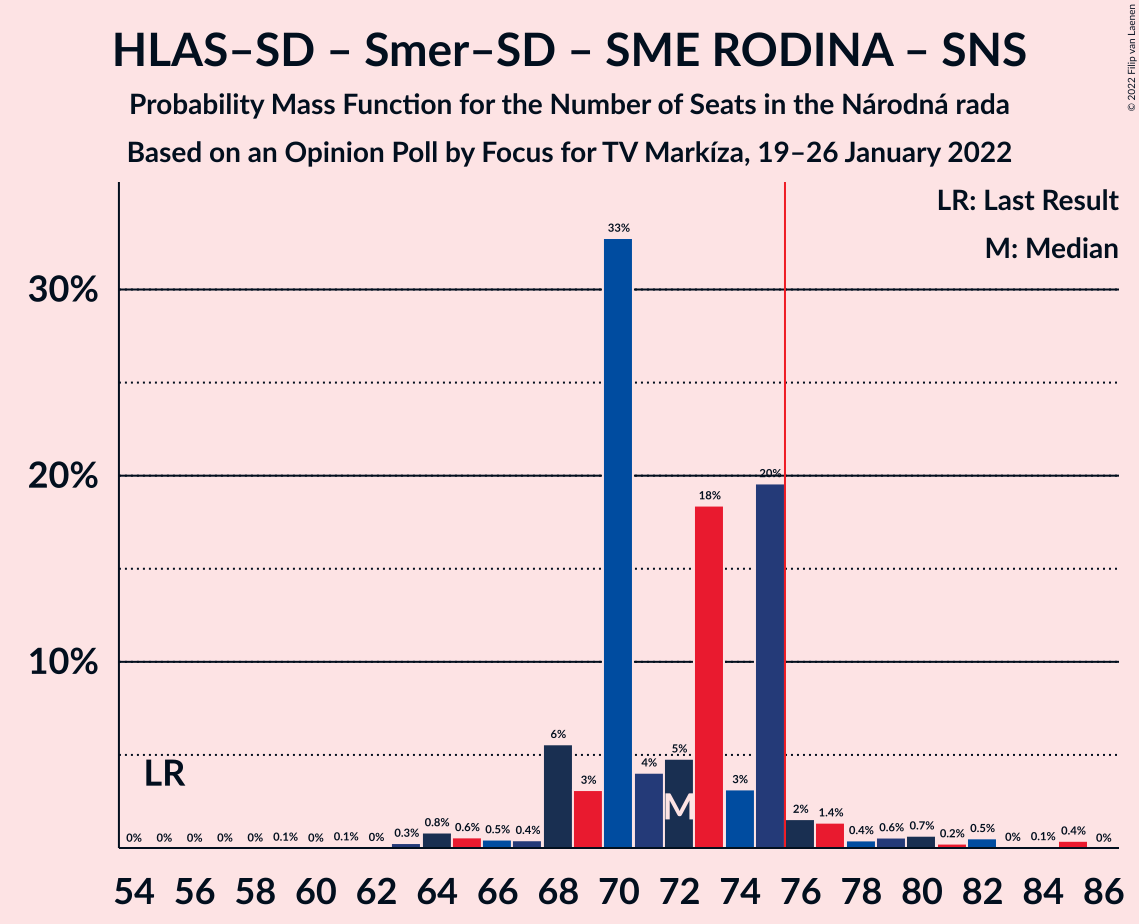 HLAS–SD – Smer–SD – SME RODINA – SNS
Probability Mass Function for the Number of Seats in the Národná rada
Based on an Opinion Poll by Focus for TV Markíza, 19–26 January 2022
© 2022 Filip van Laenen
LR: Last Result
M: Median
33%
30%
20%
20%
18%
10%
6%
5%
LR
4%
3%
3%
M
0% 0% 0% 0% 0% 0.1% 0% 0.1% 0% 0.3% 0.8% 0.6% 0.5% 0.4% 2% 1.4% 0.4% 0.6% 0.7% 0.2% 0.5% 0% 0.1% 0.4% 0%
54 56 58 60 62 64 66 68 70 72 74 76 78 80 82 84 86